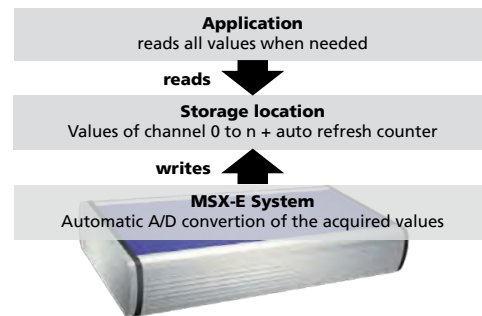 Application
reads all values when needed
reads
Storage location
Values of channel 0 to n + auto refresh counter
writes
MSX-E System
Automatic A/D convertion of the acquired values